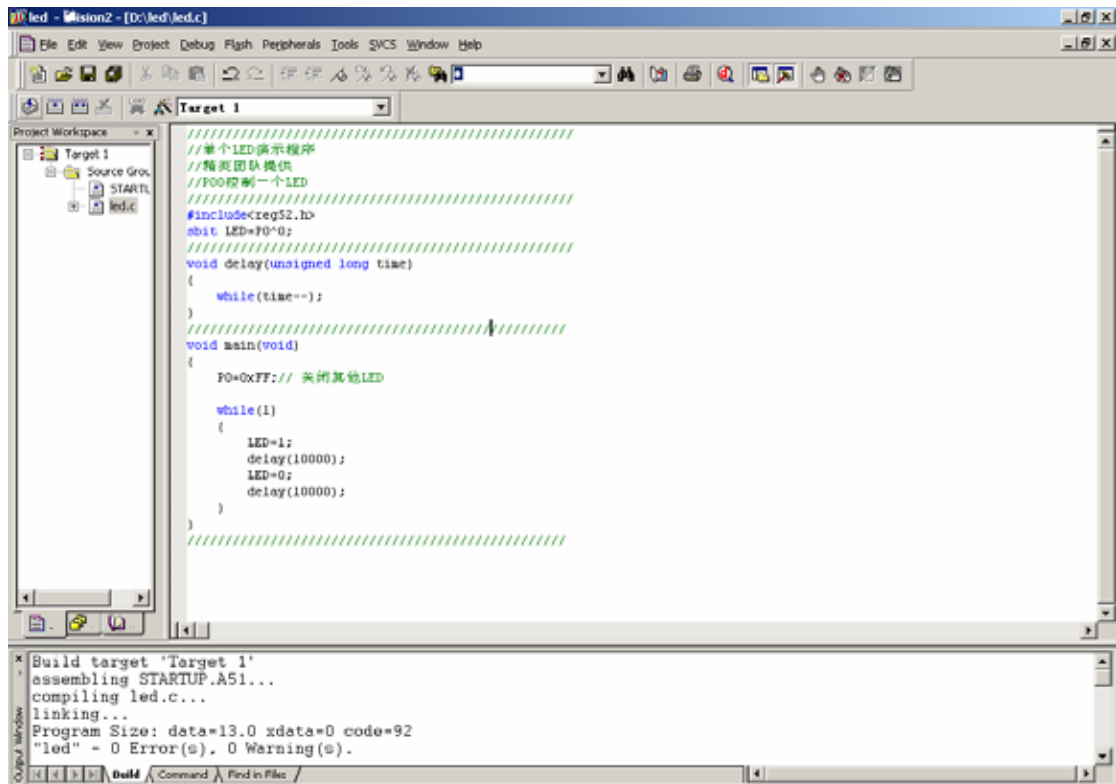 led - µVision2 - [D:\led\led.c]
File Edit View Project Debug Flash Peripherals Tools SVCS Window Help
Target 1
Project Workspace
Target 1
Source Grou
STARTU
led.c
///////////////////////////////////////////////////
//单个LED演示程序
//精英团队提供
//P00控制一个LED
///////////////////////////////////////////////////
#include<reg52.h>
sbit LED=P0^0;
///////////////////////////////////////////////////
void delay(unsigned long time)
{
while(time--);
}
//////////////////////////////////////////////////
void main(void)
{
P0=0xFF;// 关闭其他LED
while(1)
{
LED=1;
delay(10000);
LED=0;
delay(10000);
}
}
//////////////////////////////////////////////////
Build target 'Target 1'
assembling STARTUP.A51...
compiling led.c...
linking...
Program Size: data=13.0 xdata=0 code=92
"led" - 0 Error(s), 0 Warning(s).
Output Window
Build Command Find in Files